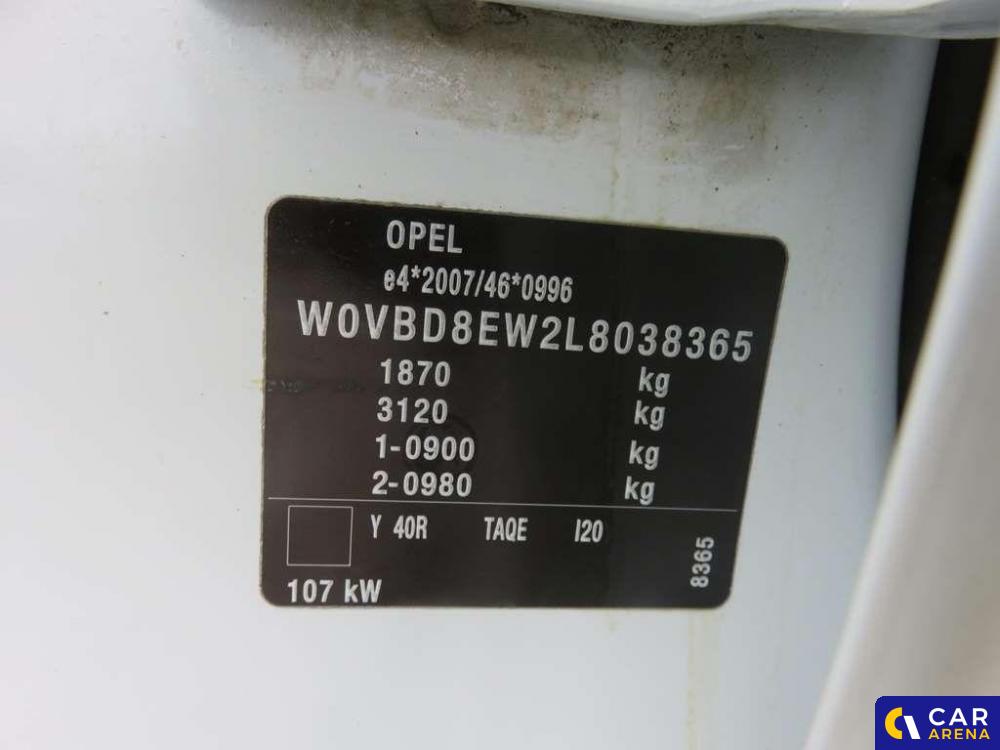 OPEL
e4*2007/46*0996
W0VBD8EW2L8038365
1870 kg
3120 kg
1-0900 kg
2-0980 kg
Y 40R TAQE I20
8365
107 kW
CAR
ARENA